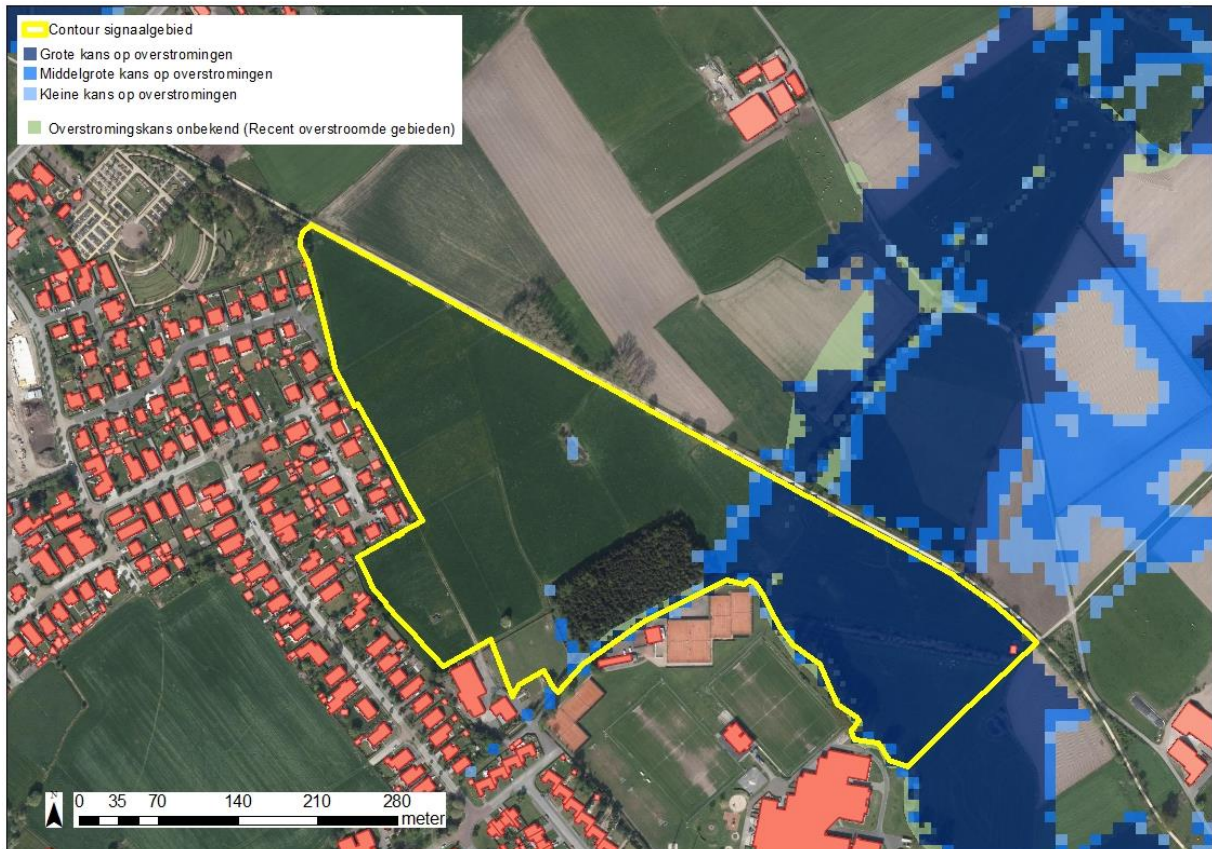 Contour signaalgebied
Grote kans op overstromingen
Middelgrote kans op overstromingen
Kleine kans op overstromingen
Overstromingskans onbekend (Recent overstroomde gebieden)
N
0 35 70 140 210 280
meter